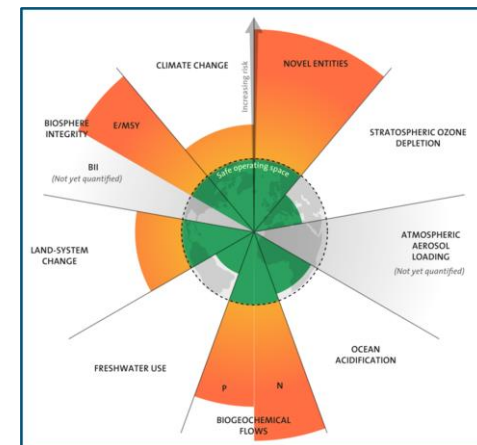 CLIMATE CHANGE
Increasing risk
NOVEL ENTITIES
BIOSPHERE
INTEGRITY
E/MSY
STRATOSPHERIC OZONE
DEPLETION
BII
(Not yet quantified)
Safe operating space
LAND-SYSTEM
CHANGE
ATMOSPHERIC
AEROSOL
LOADING
(Not yet quantified)
FRESHWATER USE
OCEAN
ACIDIFICATION
P
N
BIOGEOCHEMICAL
FLOWS